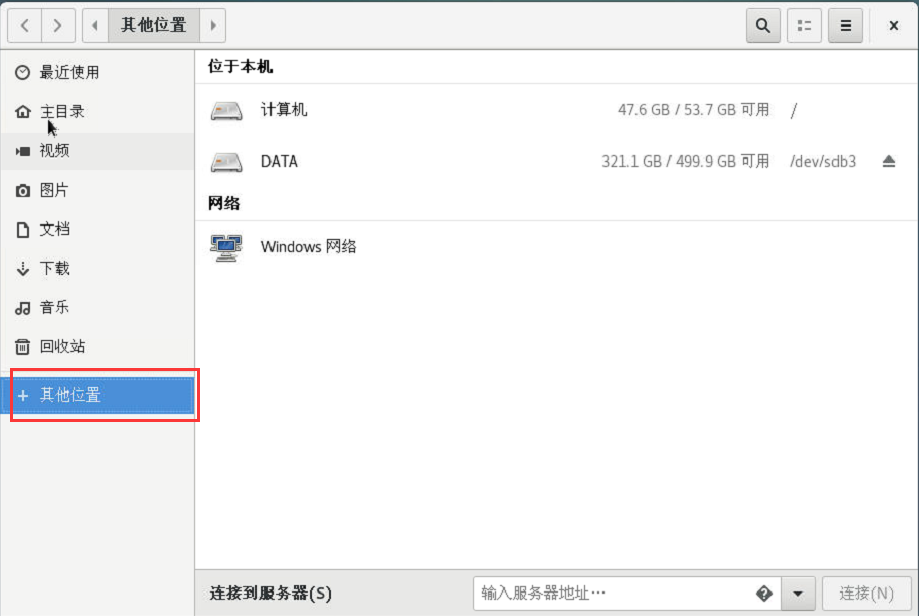 其他位置
最近使用
主目录
视频
图片
文档
下载
音乐
回收站
+ 其他位置
位于本机
计算机 47.6 GB / 53.7 GB 可用 /
DATA 321.1 GB / 499.9 GB 可用 /dev/sdb3
网络
Windows 网络
连接到服务器(S) 输入服务器地址… 连接(N)